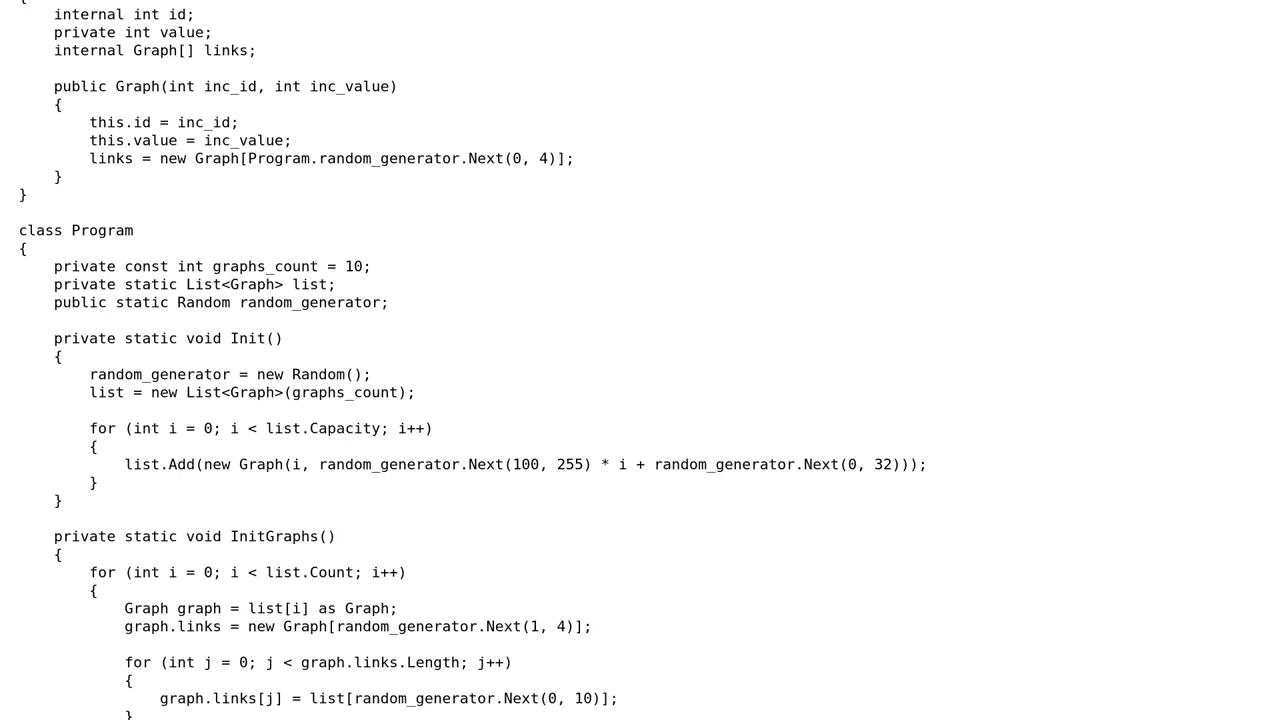 {
    internal int id;
    private int value;
    internal Graph[] links;

    public Graph(int inc_id, int inc_value)
    {
        this.id = inc_id;
        this.value = inc_value;
        links = new Graph[Program.random_generator.Next(0, 4)];
    }
}

class Program
{
    private const int graphs_count = 10;
    private static List<Graph> list;
    public static Random random_generator;

    private static void Init()
    {
        random_generator = new Random();
        list = new List<Graph>(graphs_count);

        for (int i = 0; i < list.Capacity; i++)
        {
            list.Add(new Graph(i, random_generator.Next(100, 255) * i + random_generator.Next(0, 32)));
        }
    }

    private static void InitGraphs()
    {
        for (int i = 0; i < list.Count; i++)
        {
            Graph graph = list[i] as Graph;
            graph.links = new Graph[random_generator.Next(1, 4)];

            for (int j = 0; j < graph.links.Length; j++)
            {
                graph.links[j] = list[random_generator.Next(0, 10)];
            }